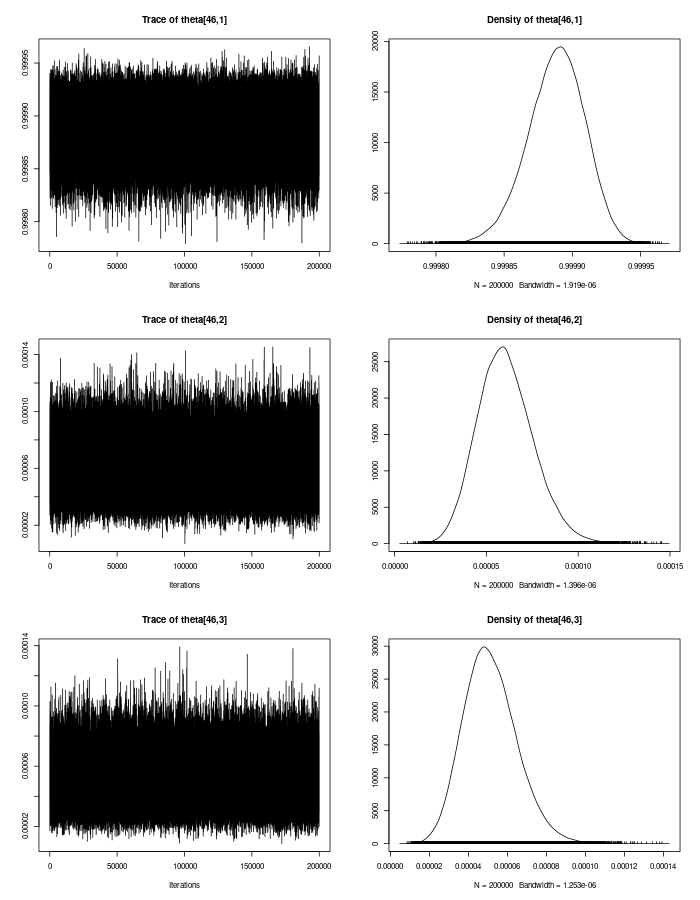 Trace of theta[46,1]
0.99980 0.99985 0.99990 0.99995
0 50000 100000 150000 200000
Iterations
Density of theta[46,1]
0 5000 10000 15000 20000
0.99980 0.99985 0.99990 0.99995
N = 200000 Bandwidth = 1.919e-06
Trace of theta[46,2]
0.00002 0.00006 0.00010 0.00014
0 50000 100000 150000 200000
Iterations
Density of theta[46,2]
0 5000 10000 15000 20000 25000
0.00000 0.00005 0.00010 0.00015
N = 200000 Bandwidth = 1.396e-06
Trace of theta[46,3]
0.00002 0.00006 0.00010 0.00014
0 50000 100000 150000 200000
Iterations
Density of theta[46,3]
0 5000 10000 15000 20000 25000 30000
0.00000 0.00002 0.00004 0.00006 0.00008 0.00010 0.00012 0.00014
N = 200000 Bandwidth = 1.253e-06